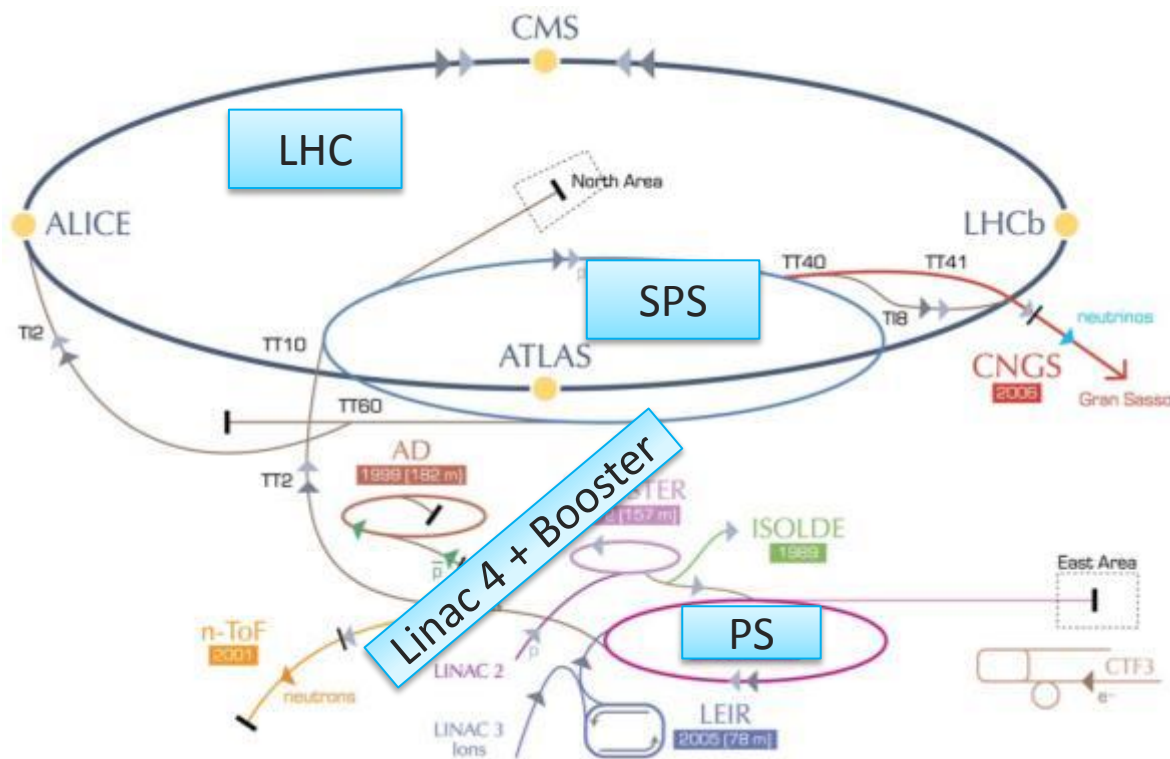 CMS
LHC
North Area
ALICE
LHCb
TT40
TT41
SPS
TI2
TI8
TT10
neutrinos
ATLAS
CNGS
2006
Gran Sasso
TT60
AD
1999 (182 m)
TT2
Linac 4 + Booster
(157 m)
ISOLDE
1989
East Area
p
n-ToF
2001
PS
LINAC 2
p
neutrons
CTF3
e-
LINAC 3
Ions
LEIR
2005 (78 m)